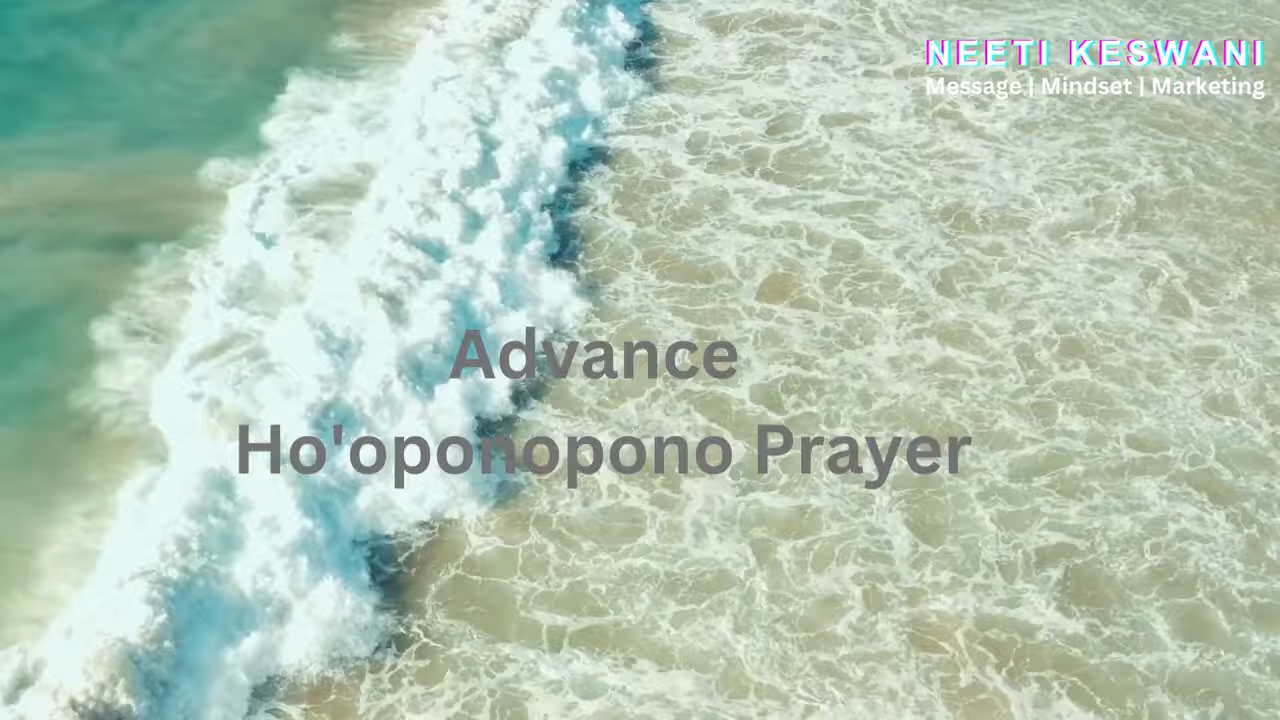 NEETI KESWANI
Message | Mindset | Marketing
Advance
Ho'oponopono Prayer